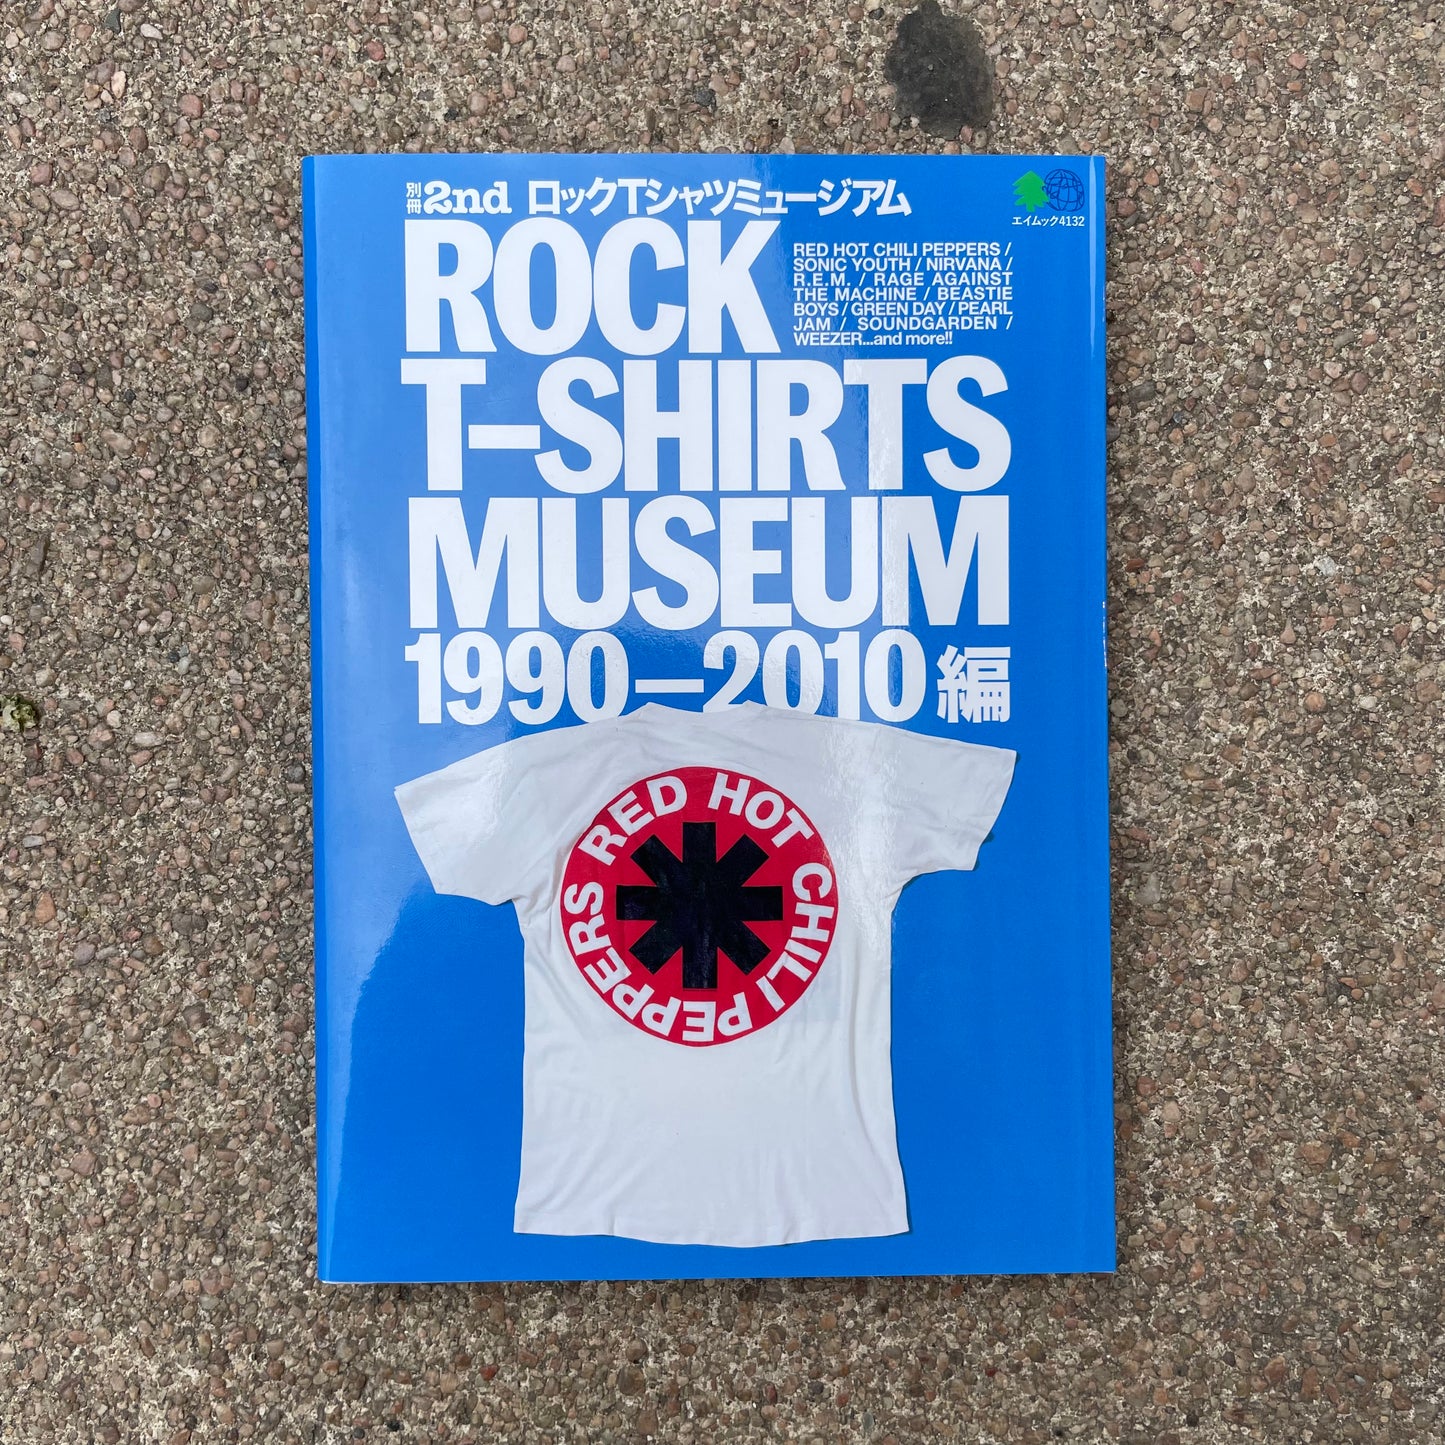 別冊2nd ロックTシャツミュージアム
エイムック4132
ROCK
RED HOT CHILI PEPPERS /
SONIC YOUTH / NIRVANA /
R.E.M. / RAGE AGAINST
THE MACHINE / BEASTIE
BOYS / GREEN DAY / PEARL
JAM / SOUNDGARDEN /
WEEZER...and more!!
T-SHIRTS
MUSEUM
1990-2010編
RED HOT CHILI PEPPERS